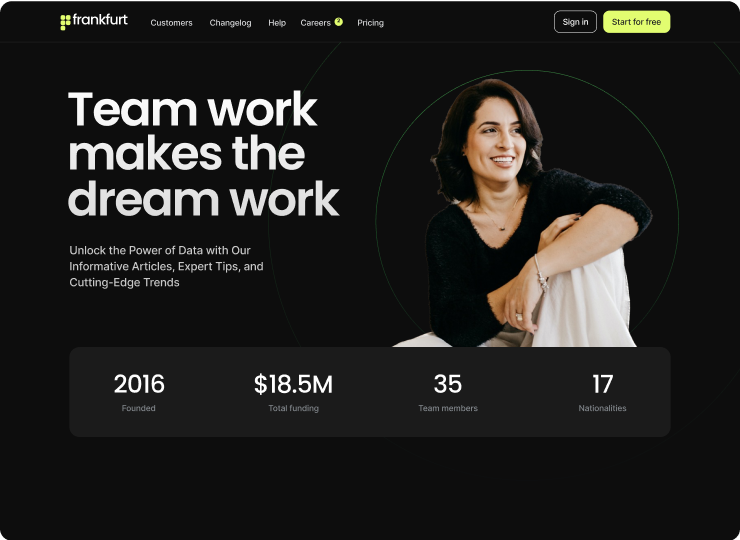 frankfurt
Customers
Changelog
Help
Careers
Pricing
Sign in
Start for free
Team work
makes the
dream work
Unlock the Power of Data with Our
Informative Articles, Expert Tips, and
Cutting-Edge Trends
2016
Founded
$18.5M
Total funding
35
Team members
17
Nationalities